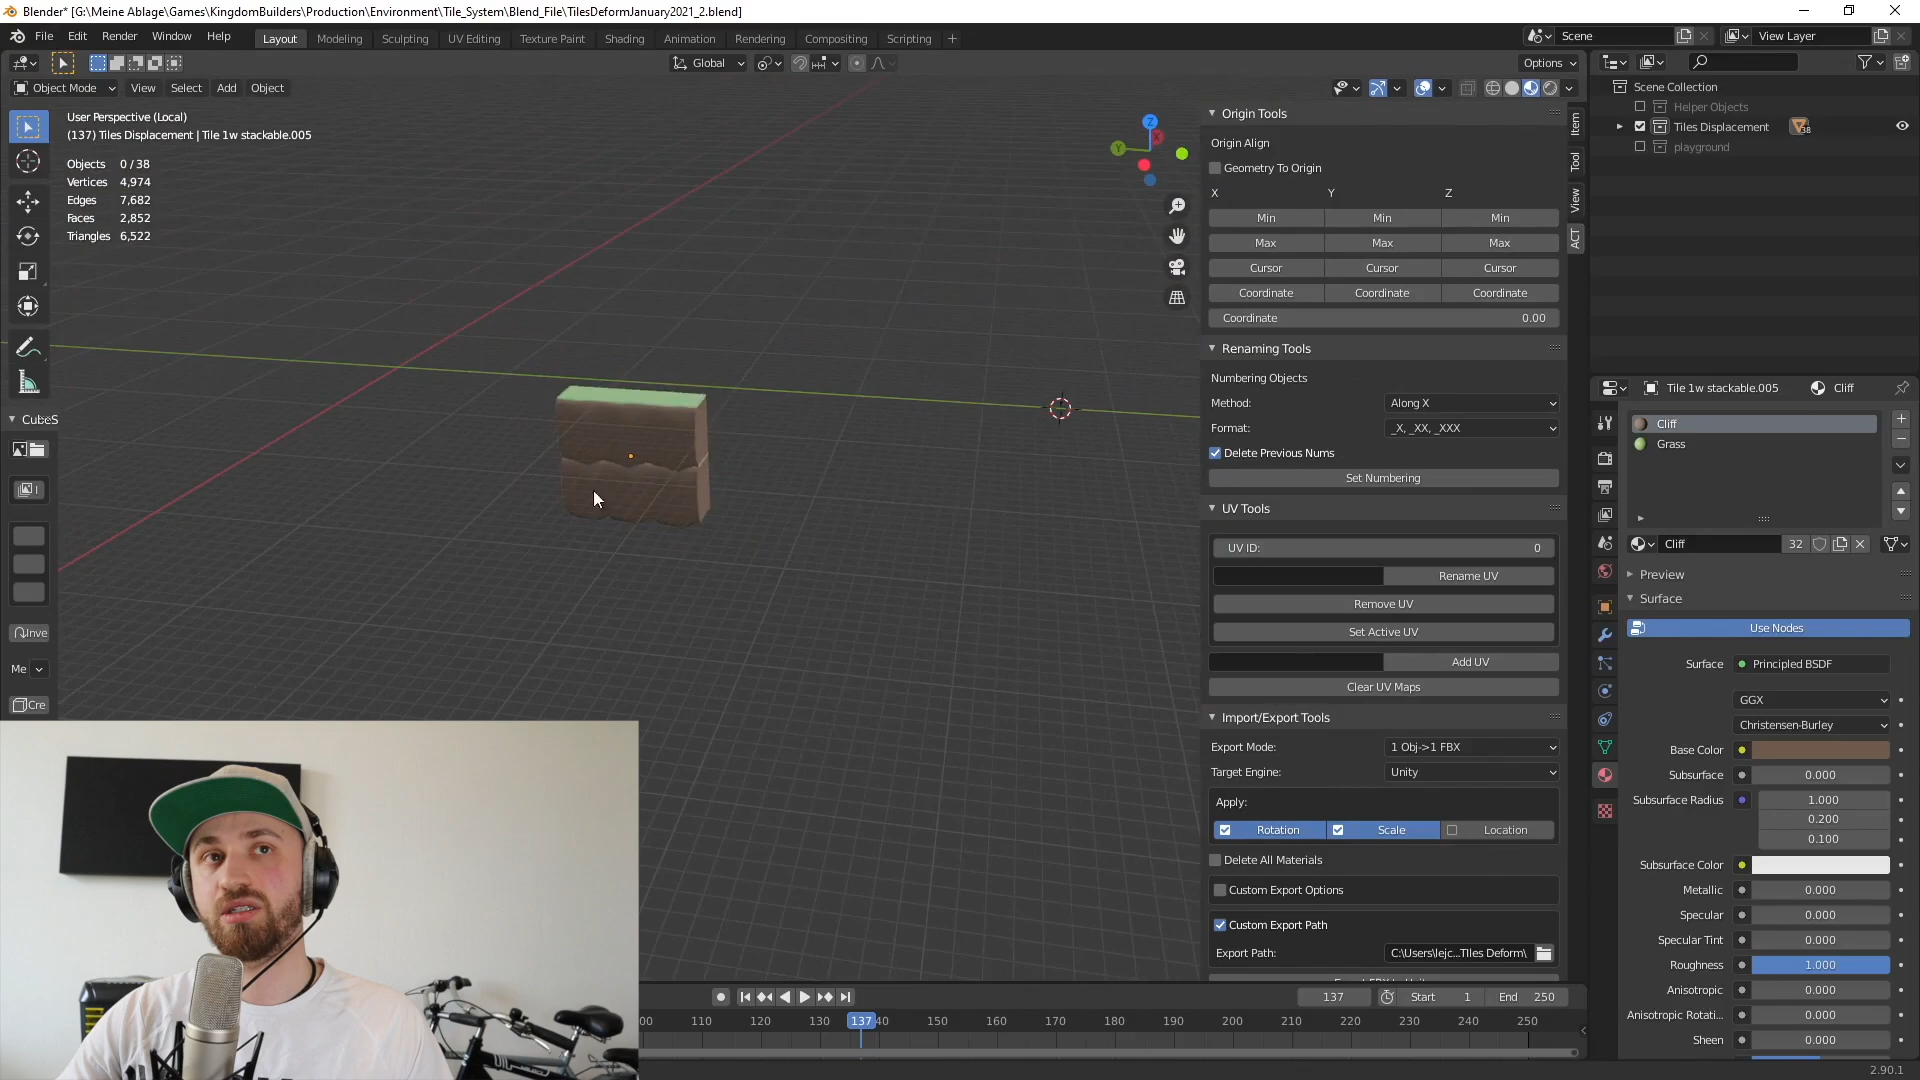 Blender* [G:\Meine Ablage\Games\KingdomBuilders\Production\Environment\Tile_System\Blend_File\TilesDeformJanuary2021_2.blend]
File Edit Render Window Help
Layout Modeling Sculpting UV Editing Texture Paint Shading Animation Rendering Compositing Scripting +
Scene
View Layer
Global
Options
Object Mode View Select Add Object
User Perspective (Local)
(137) Tiles Displacement | Tile 1w stackable.005
Objects 0 / 38
Vertices 4,974
Edges 7,682
Faces 2,852
Triangles 6,522
Z
X
Y
CubeS
I
Inve
Me
Cre
Origin Tools
Origin Align
Geometry To Origin
X Y Z
Min Min Min
Max Max Max
Cursor Cursor Cursor
Coordinate Coordinate Coordinate
Coordinate 0.00
Renaming Tools
Numbering Objects
Method: Along X
Format: _X, _XX, _XXX
Delete Previous Nums
Set Numbering
UV Tools
UV ID: 0
Rename UV
Remove UV
Set Active UV
Add UV
Clear UV Maps
Import/Export Tools
Export Mode: 1 Obj->1 FBX
Target Engine: Unity
Apply:
Rotation Scale Location
Delete All Materials
Custom Export Options
Custom Export Path
Export Path: C:\Users\lejc...TIles Deform\
Item
Tool
View
ACT
Scene Collection
Helper Objects
Tiles Displacement 38
playground
Tile 1w stackable.005 Cliff
Cliff
Grass
Cliff 32
Preview
Surface
Use Nodes
Surface Principled BSDF
GGX
Christensen-Burley
Base Color
Subsurface 0.000
Subsurface Radius 1.000
0.200
0.100
Subsurface Color
Metallic 0.000
Specular 0.000
Specular Tint 0.000
Roughness 1.000
Anisotropic 0.000
Anisotropic Rotati... 0.000
Sheen 0.000
137 Start 1 End 250
00 110 120 130 137 40 150 160 170 180 190 200 210 220 230 240 250
2.90.1